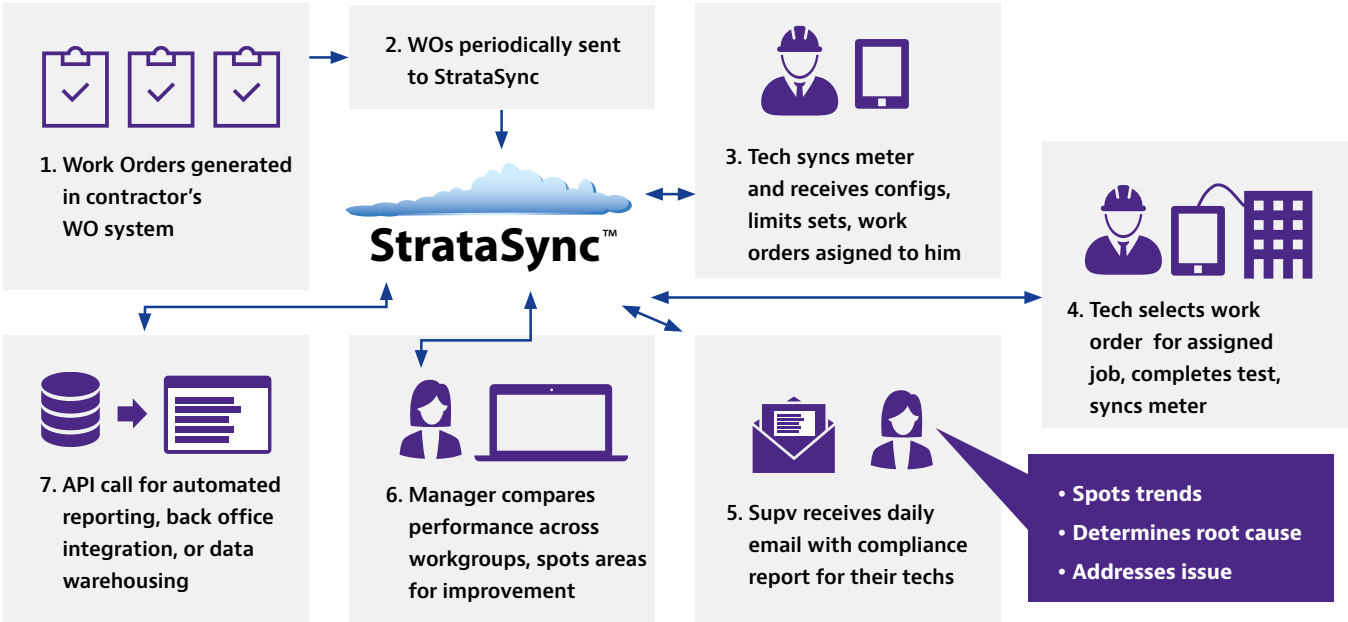 1. Work Orders generated
in contractor's
WO system
2. WOs periodically sent
to StrataSync
StrataSync™
3. Tech syncs meter
and receives configs,
limits sets, work
orders asigned to him
4. Tech selects work
order for assigned
job, completes test,
syncs meter
5. Supv receives daily
email with compliance
report for their techs
• Spots trends
• Determines root cause
• Addresses issue
6. Manager compares
performance across
workgroups, spots areas
for improvement
7. API call for automated
reporting, back office
integration, or data
warehousing